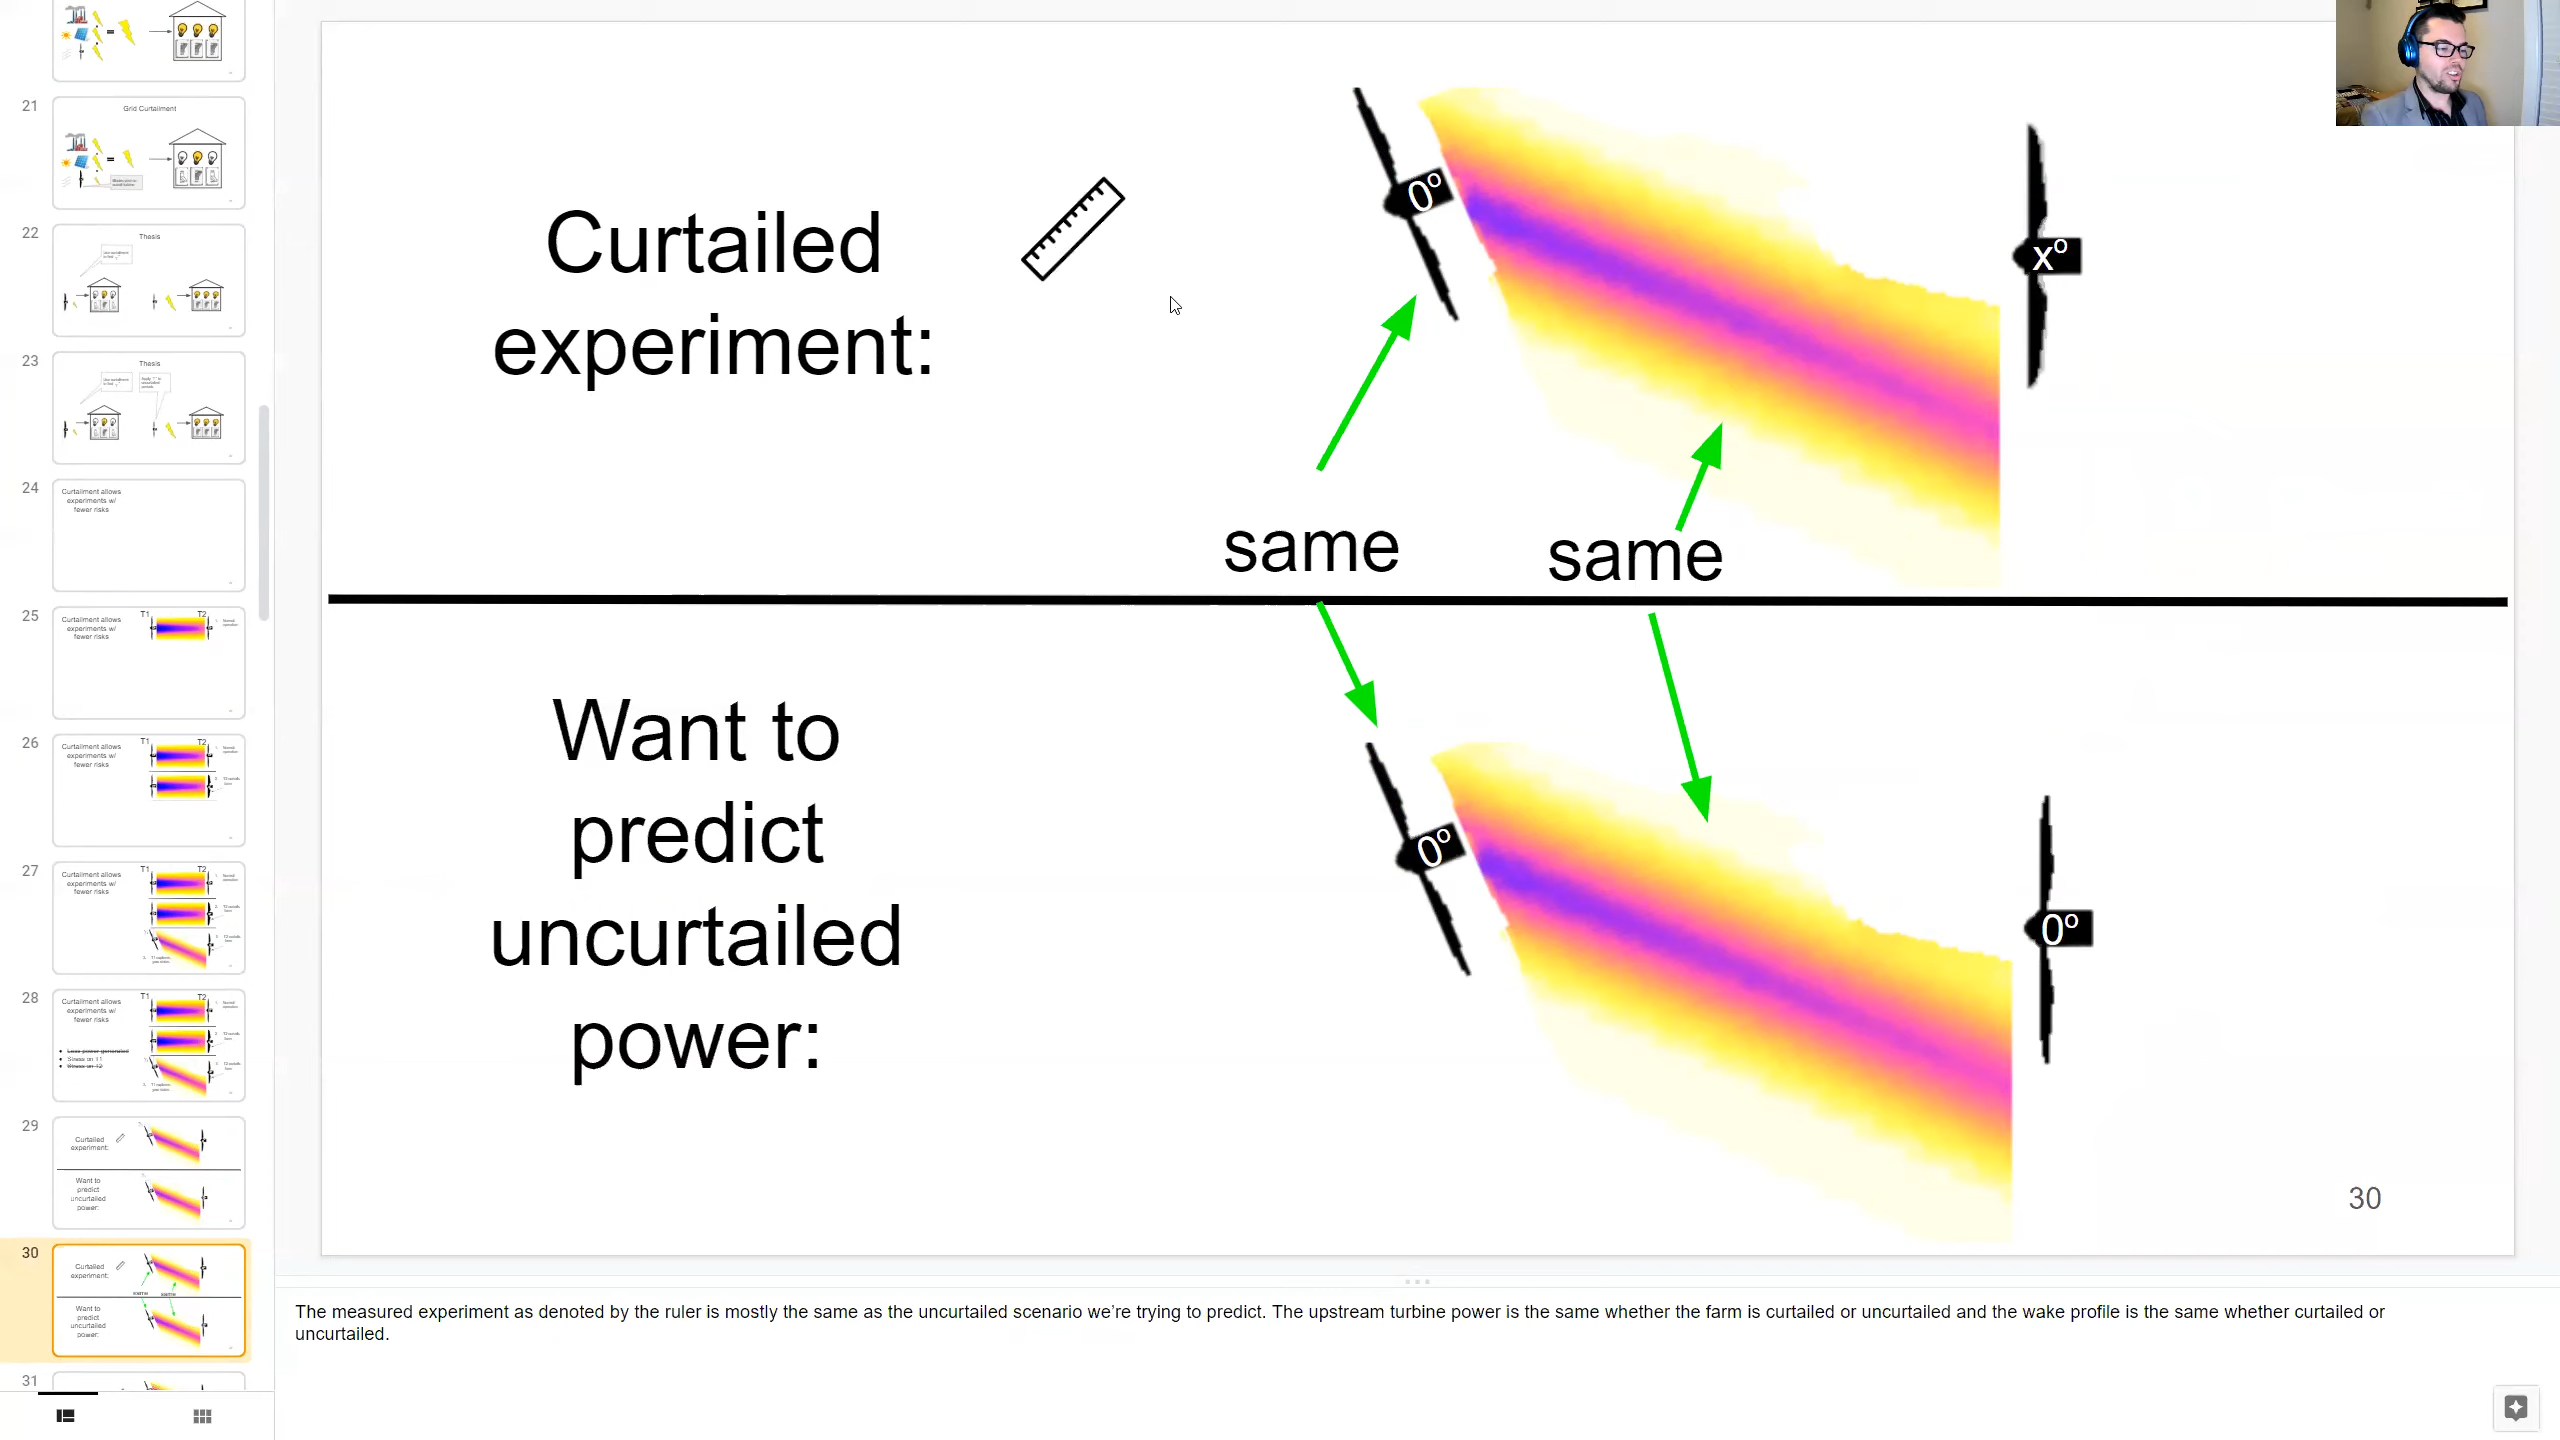 21
Grid Curtailment
22
Thesis
23
Thesis
24
Curtailment allows
experiments w/
fewer risks
25
Curtailment allows
experiments w/
fewer risks
T1
T2
26
Curtailment allows
experiments w/
fewer risks
T1
T2
27
Curtailment allows
experiments w/
fewer risks
T1
T2
28
Curtailment allows
experiments w/
fewer risks
T1
T2
29
Curtailed
experiment:
Want to
predict
uncurtailed
power:
30
Curtailed
experiment:
same
same
Want to
predict
uncurtailed
power:
31
Curtailed
experiment:
0º
xº
same
same
Want to
predict
uncurtailed
power:
0º
0º
30
The measured experiment as denoted by the ruler is mostly the same as the uncurtailed scenario we’re trying to predict. The upstream turbine power is the same whether the farm is curtailed or uncurtailed and the wake profile is the same whether curtailed or
uncurtailed.